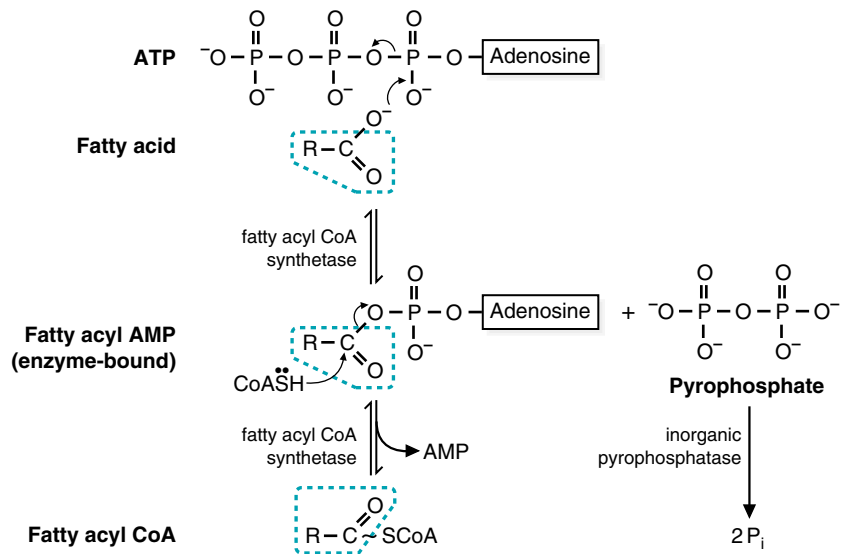 O O O
ATP ⁻O – P – O – P – O – P – O – Adenosine
O⁻ O⁻ O⁻
O⁻
Fatty acid R – C
O
fatty acyl CoA
synthetase
O O O
O – P – O – Adenosine + ⁻O – P – O – P – O⁻
Fatty acyl AMP R – C O⁻ O⁻ O⁻
(enzyme-bound) O
CoASH Pyrophosphate
fatty acyl CoA inorganic
synthetase AMP pyrophosphatase
O
Fatty acyl CoA R – C ~ SCoA 2 Pi